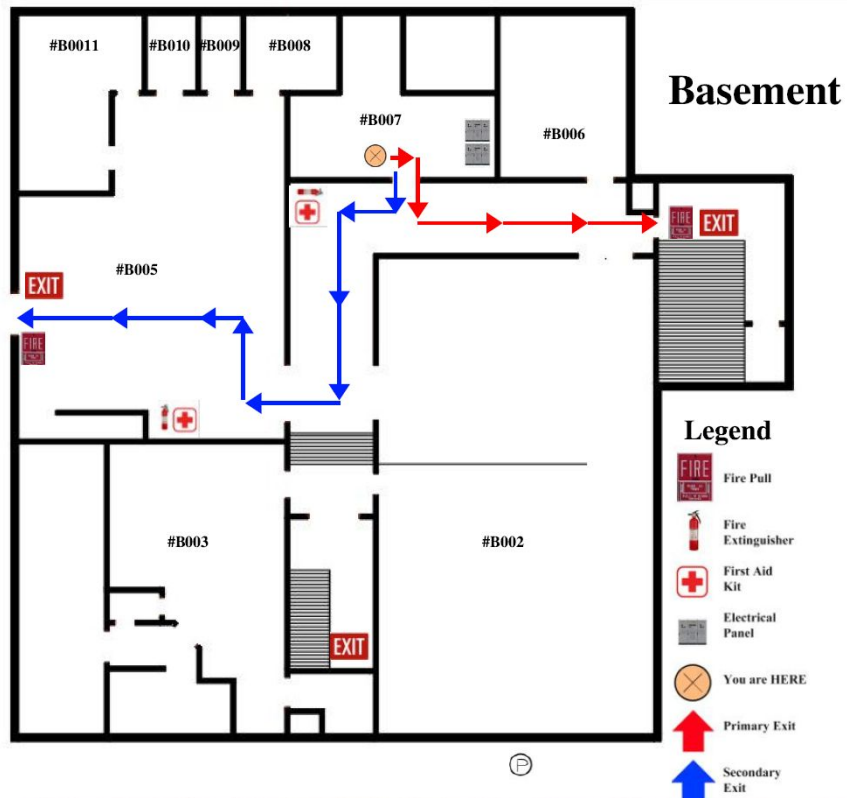 #B0011
#B010
#B009
#B008
Basement
#B007
#B006
FIRE
EXIT
#B005
EXIT
FIRE
Legend
FIRE
Fire Pull
#B003
#B002
Fire
Extinguisher
First Aid
Kit
Electrical
Panel
EXIT
You are HERE
Primary Exit
P
Secondary
Exit